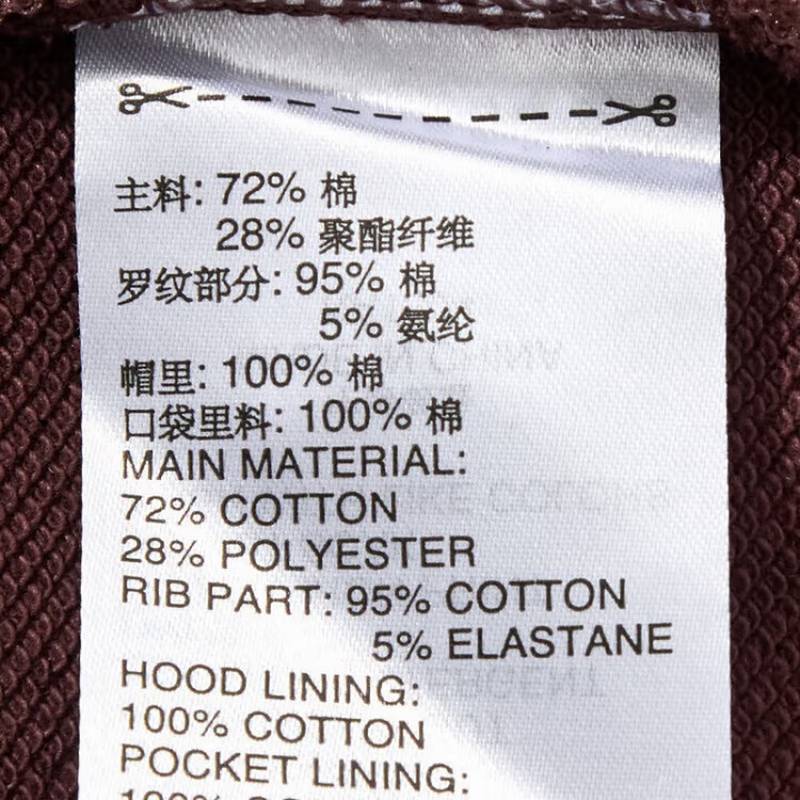 主料: 72% 棉
28% 聚酯纤维
罗纹部分: 95% 棉
5% 氨纶
帽里: 100% 棉
口袋里料: 100% 棉
MAIN MATERIAL:
72% COTTON
28% POLYESTER
RIB PART: 95% COTTON
5% ELASTANE
HOOD LINING:
100% COTTON
POCKET LINING: